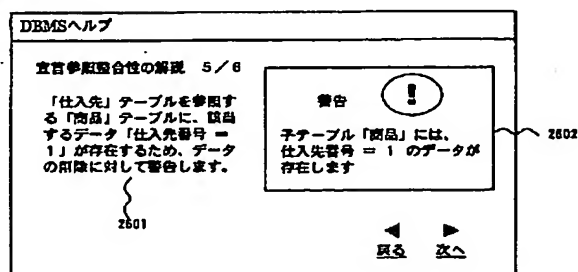 DBMSヘルプ
宣言参照整合性の解説 5/6
「仕入先」テーブルを参照す
る「商品」テーブルに、該当
するデータ「仕入先番号 =
1」が存在するため、データ
の削除に対して警告します。
2601
警告
!
子テーブル「商品」には、
仕入先番号 = 1 のデータが
存在します
2602
戻る 次へ